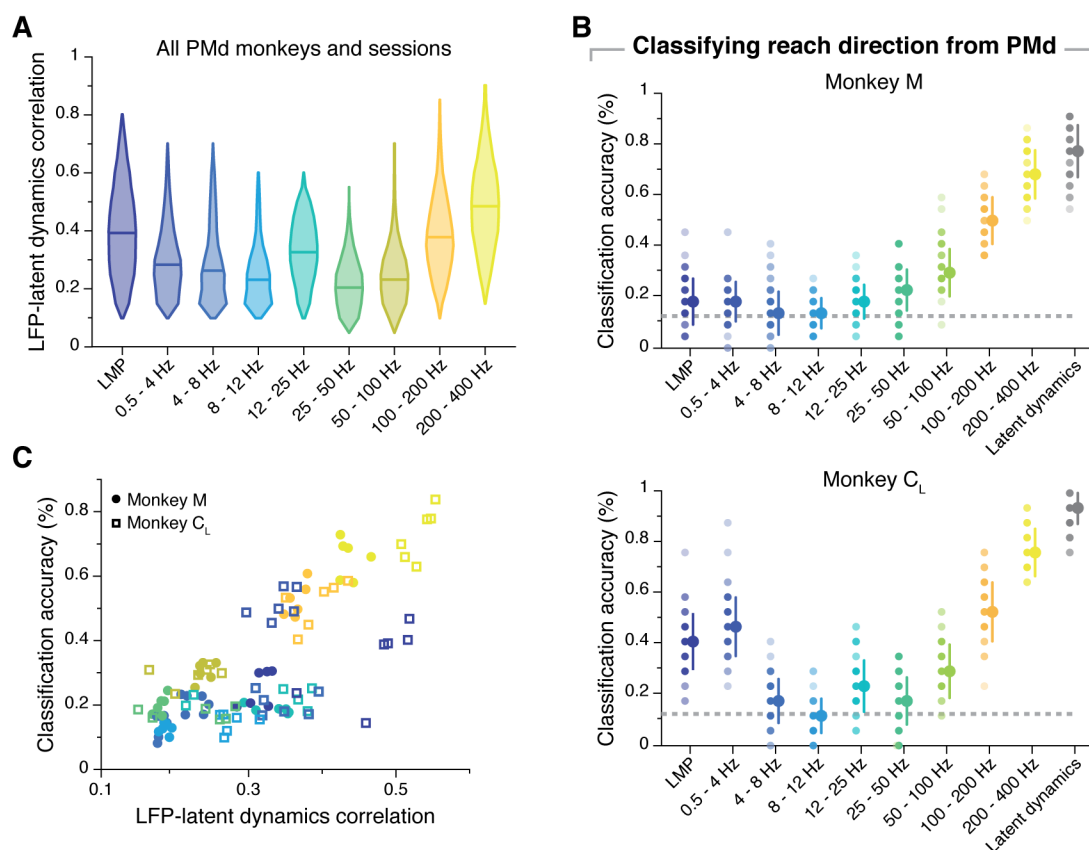 A
All PMd monkeys and sessions
LFP-latent dynamics correlation
1
0.8
0.6
0.4
0.2
0
LMP
0.5 - 4 Hz
4 - 8 Hz
8 - 12 Hz
12 - 25 Hz
25 - 50 Hz
50 - 100 Hz
100 - 200 Hz
200 - 400 Hz
B
Classifying reach direction from PMd
Monkey M
Classification accuracy (%)
1
0.8
0.6
0.4
0.2
0
LMP
0.5 - 4 Hz
4 - 8 Hz
8 - 12 Hz
12 - 25 Hz
25 - 50 Hz
50 - 100 Hz
100 - 200 Hz
200 - 400 Hz
Latent dynamics
Monkey CL
Classification accuracy (%)
1
0.8
0.6
0.4
0.2
0
LMP
0.5 - 4 Hz
4 - 8 Hz
8 - 12 Hz
12 - 25 Hz
25 - 50 Hz
50 - 100 Hz
100 - 200 Hz
200 - 400 Hz
Latent dynamics
C
Monkey M
Monkey CL
Classification accuracy (%)
0.8
0.6
0.4
0.2
0
0.1
0.3
0.5
LFP-latent dynamics correlation